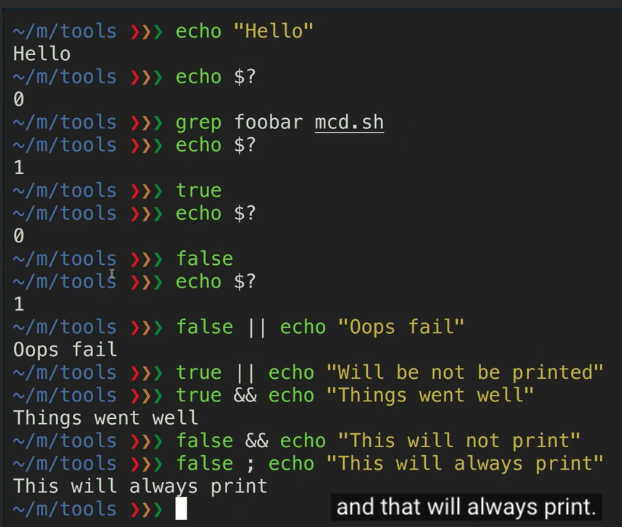 ~/m/tools ❯❯❯ echo "Hello"
Hello
~/m/tools ❯❯❯ echo $?
0
~/m/tools ❯❯❯ grep foobar mcd.sh
~/m/tools ❯❯❯ echo $?
1
~/m/tools ❯❯❯ true
~/m/tools ❯❯❯ echo $?
0
~/m/tools ❯❯❯ false
~/m/tools ❯❯❯ echo $?
1
~/m/tools ❯❯❯ false || echo "Oops fail"
Oops fail
~/m/tools ❯❯❯ true || echo "Will be not be printed"
~/m/tools ❯❯❯ true && echo "Things went well"
Things went well
~/m/tools ❯❯❯ false && echo "This will not print"
~/m/tools ❯❯❯ false ; echo "This will always print"
This will always print
~/m/tools ❯❯❯
and that will always print.